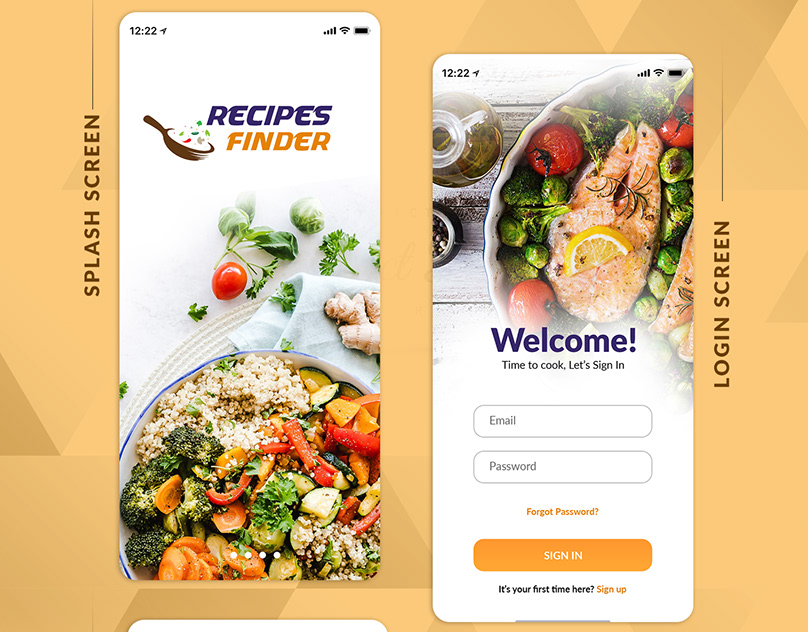 SPLASH SCREEN
12:22
RECIPES
FINDER
12:22
Welcome!
Time to cook, Let's Sign In
Email
Password
Forgot Password?
SIGN IN
It's your first time here? Sign up
LOGIN SCREEN